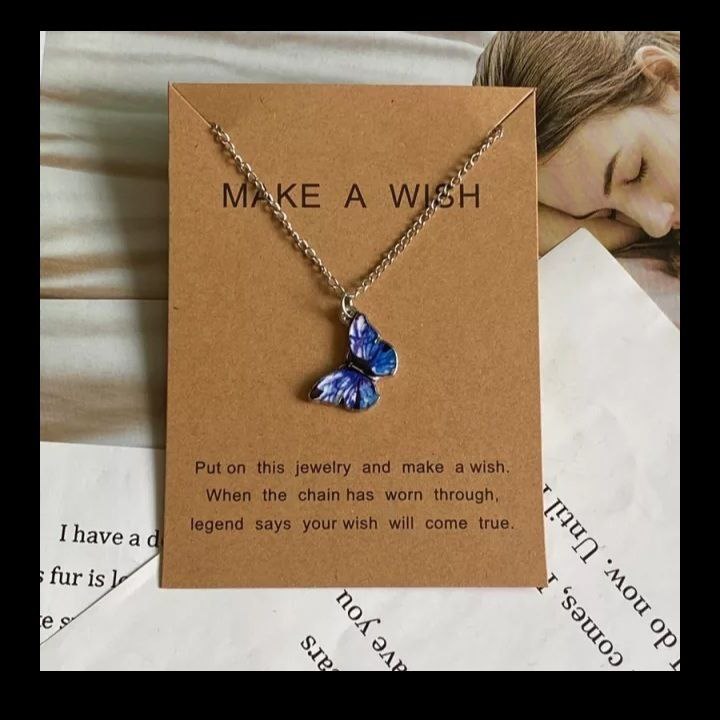 MAKE A WISH
Put on this jewelry and make a wish.
When the chain has worn through,
legend says your wish will come true.
I have a
fur is
I do now. Until I
comes, I
you